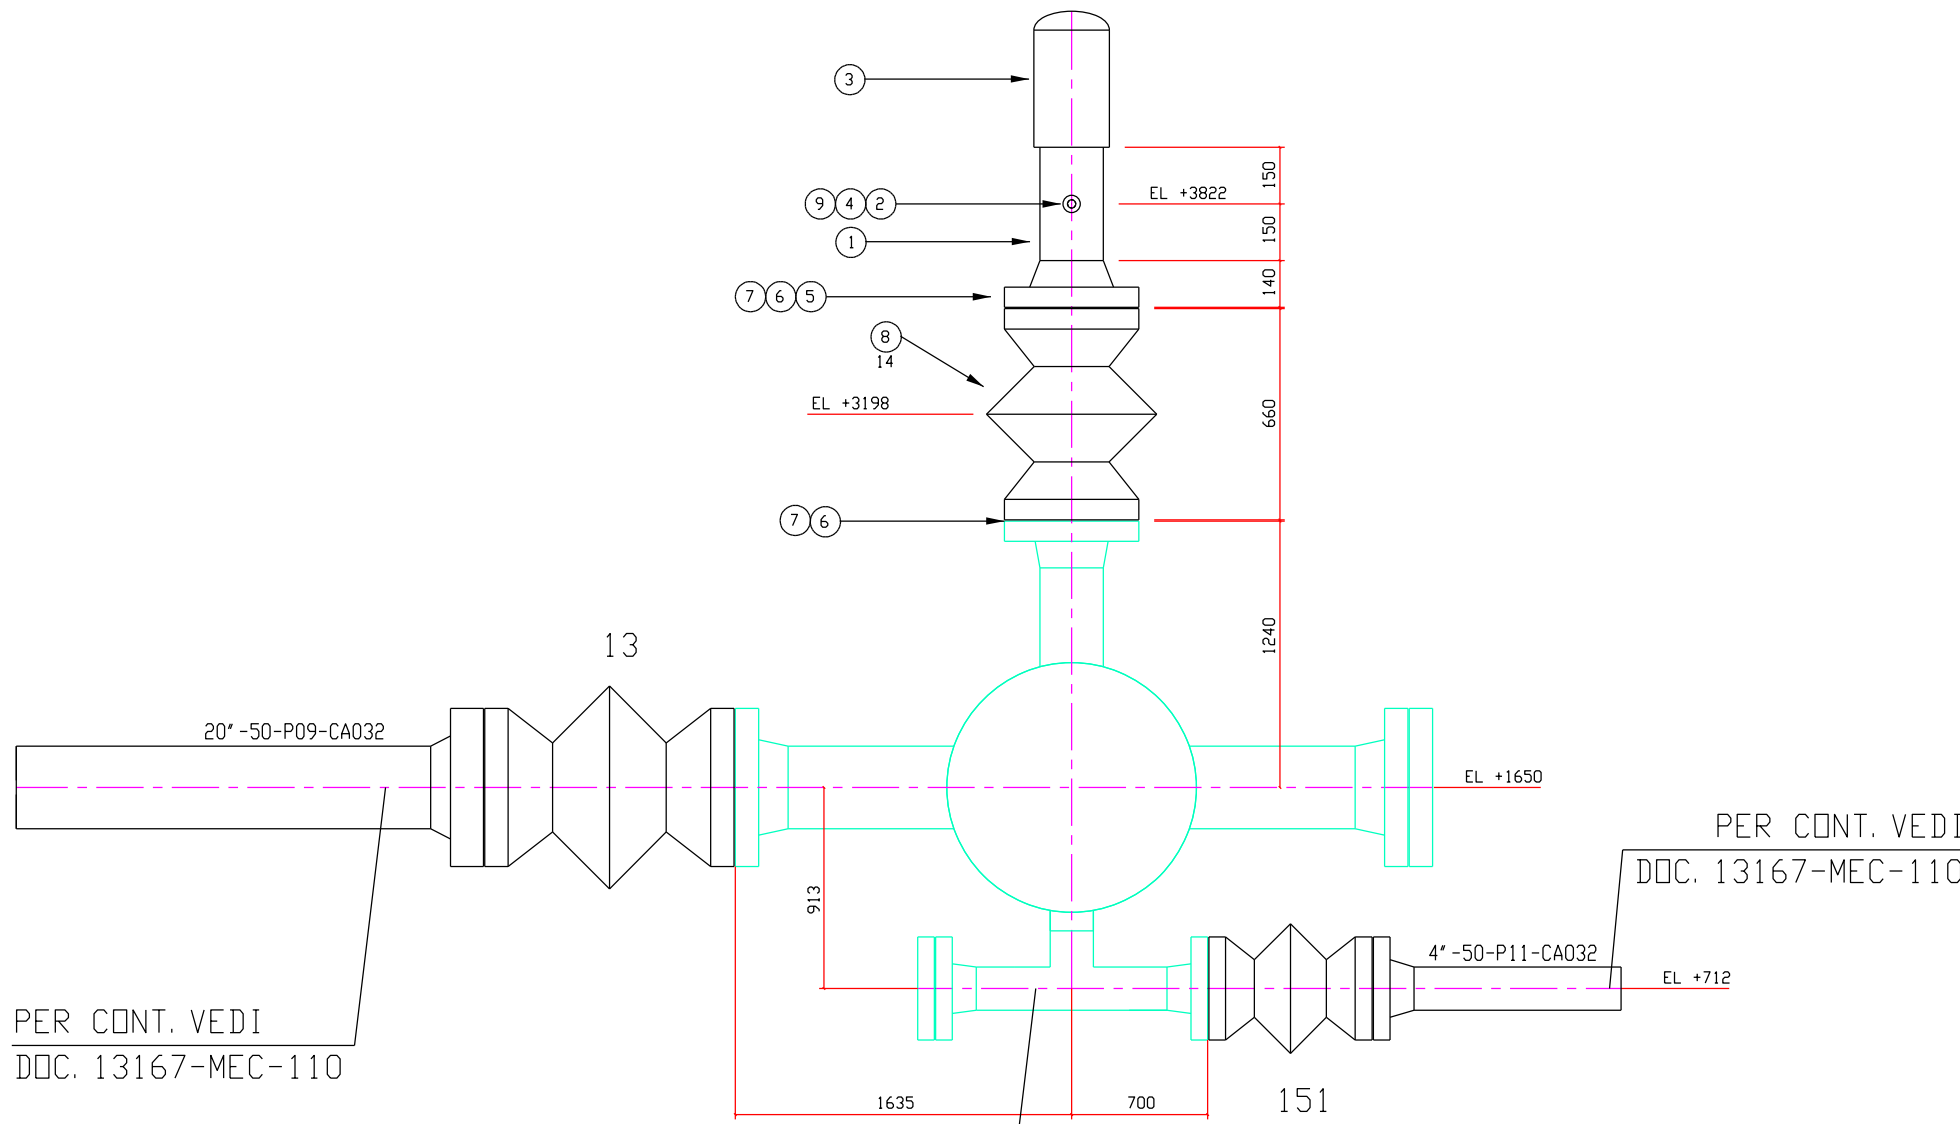 3
150
EL +3822
9 4 2
150
1
140
7 6 5
8
14
EL +3198
660
7 6
1240
13
20"-50-P09-CA032
EL +1650
PER CONT. VEDI
DOC. 13167-MEC-110
913
4"-50-P11-CA032
EL +712
PER CONT. VEDI
DOC. 13167-MEC-110
1635
700
151